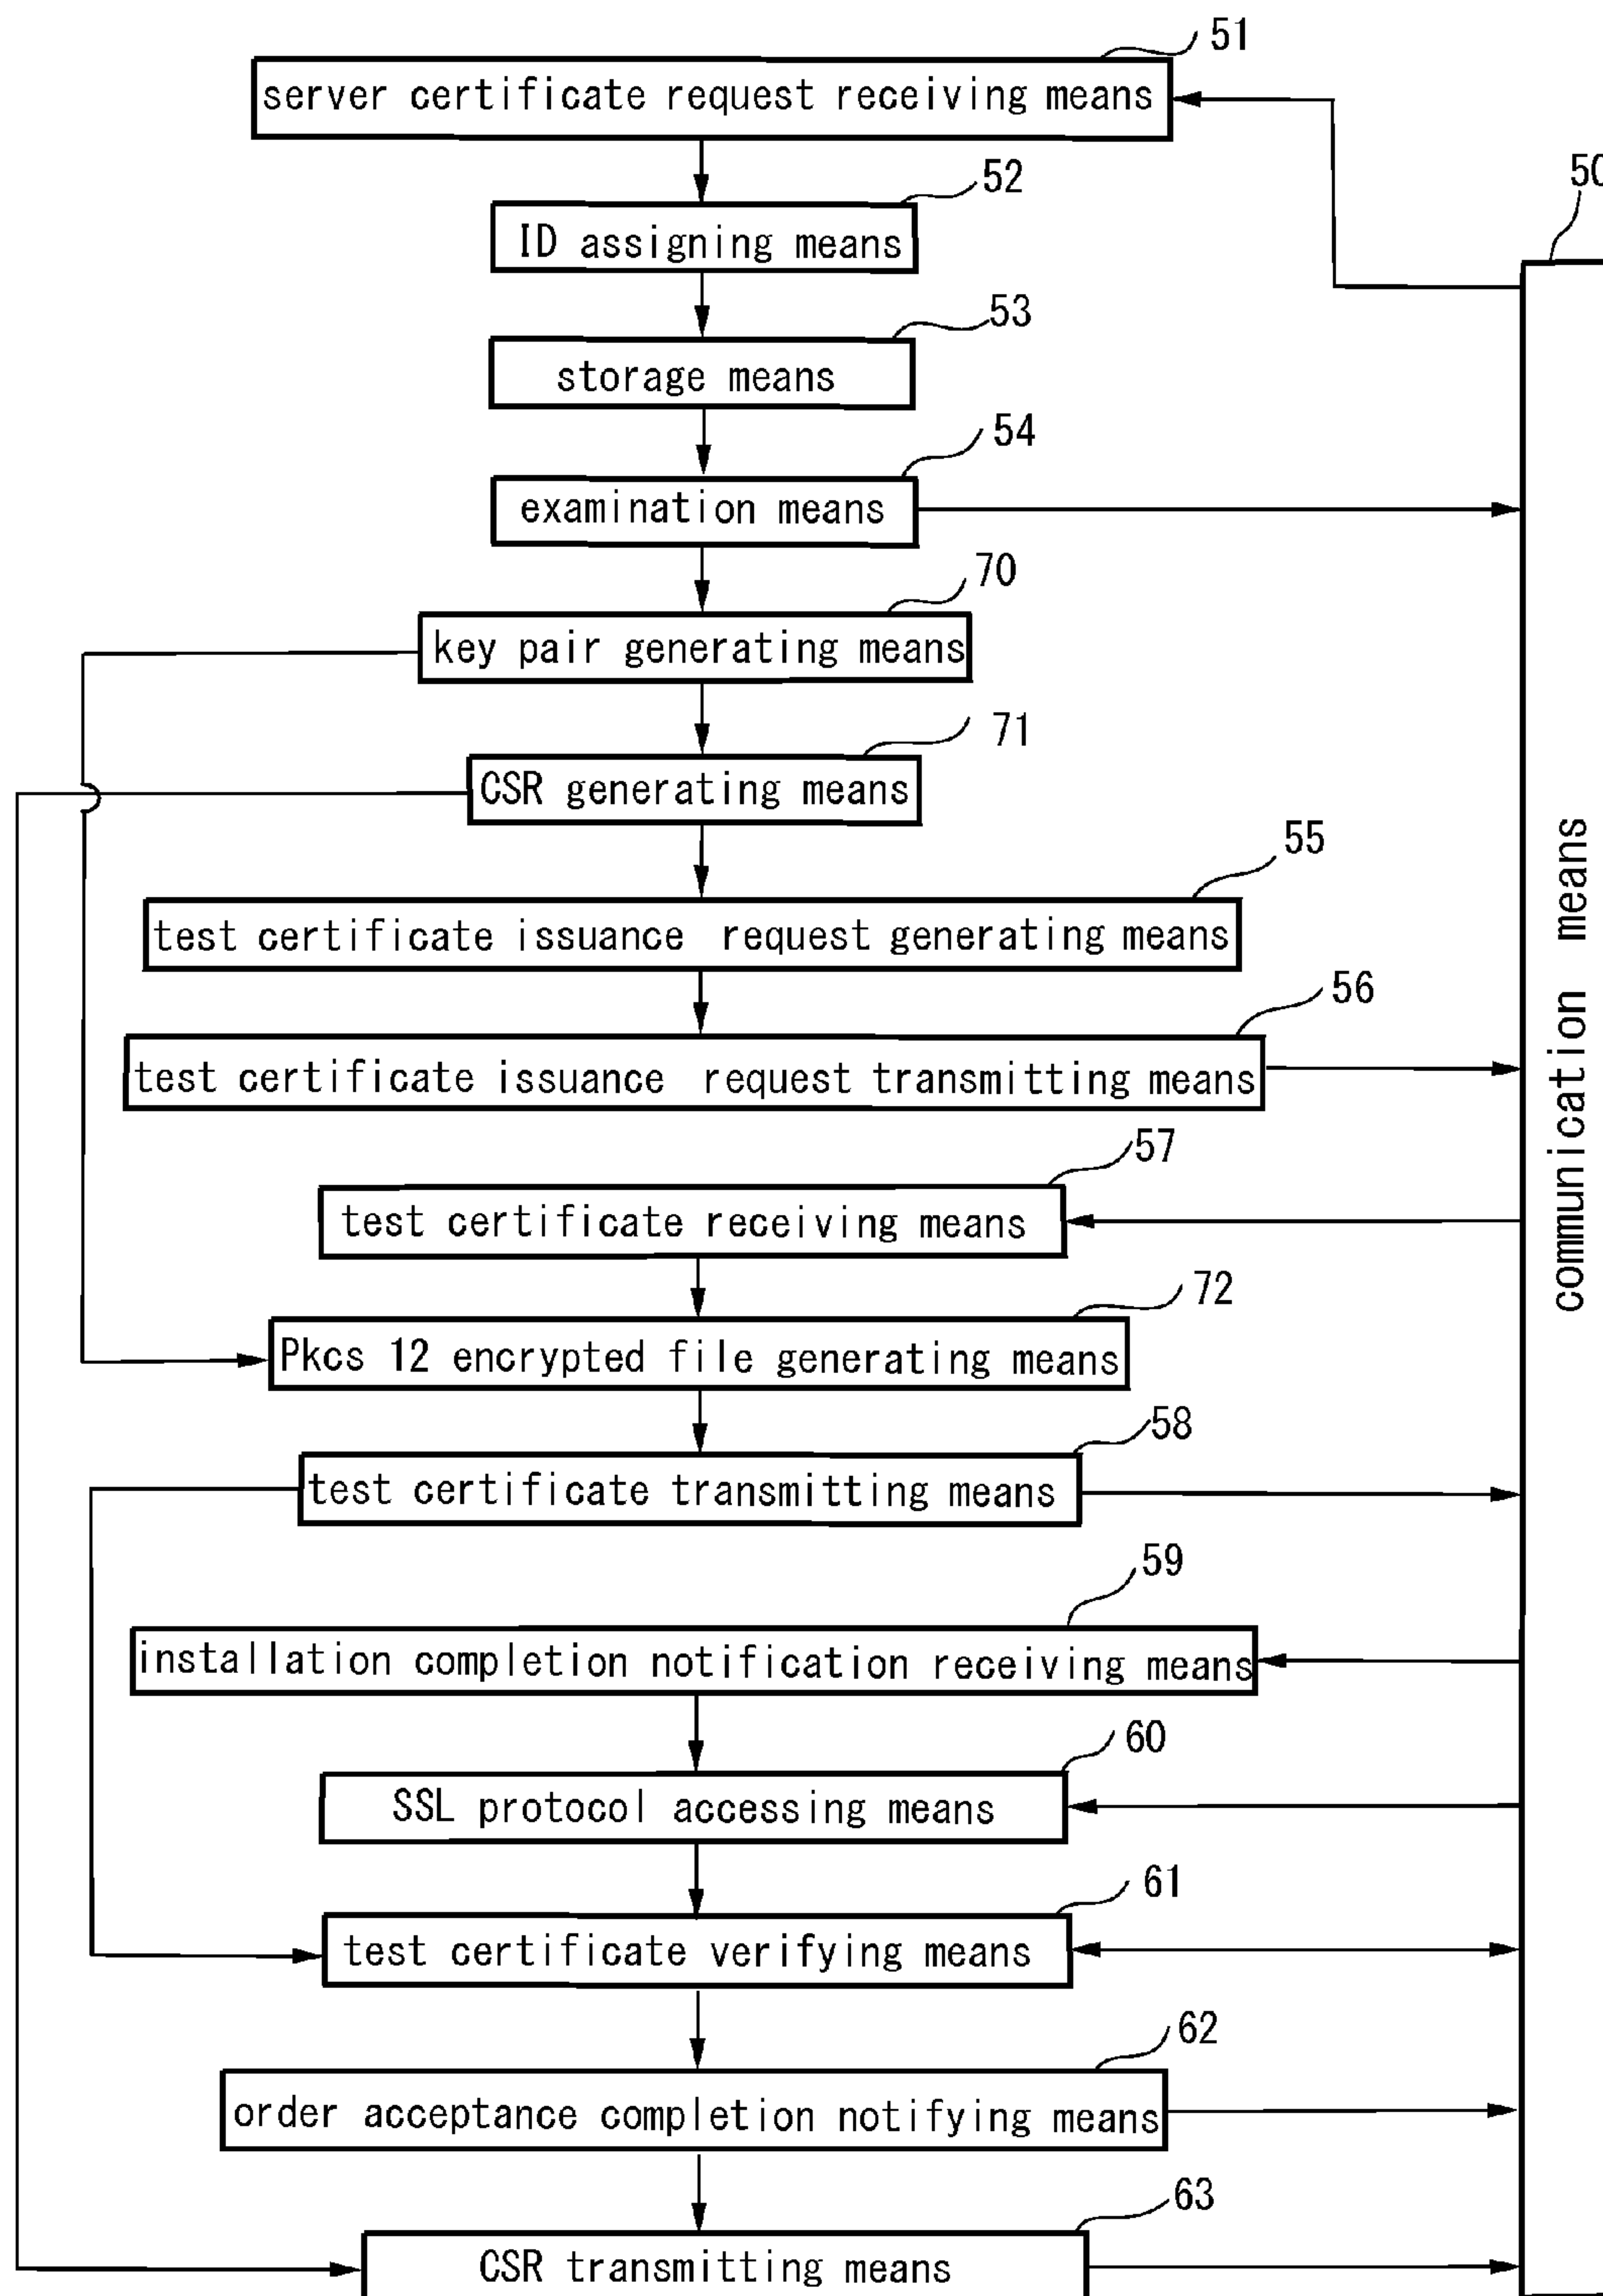 51
server certificate request receiving means
52
50
ID assigning means
53
storage means
54
examination means
70
key pair generating means
71
CSR generating means
55
test certificate issuance request generating means
56
test certificate issuance request transmitting means
57
test certificate receiving means
72
Pkcs 12 encrypted file generating means
58
test certificate transmitting means
59
installation completion notification receiving means
60
SSL protocol accessing means
61
test certificate verifying means
62
order acceptance completion notifying means
63
CSR transmitting means
communication means